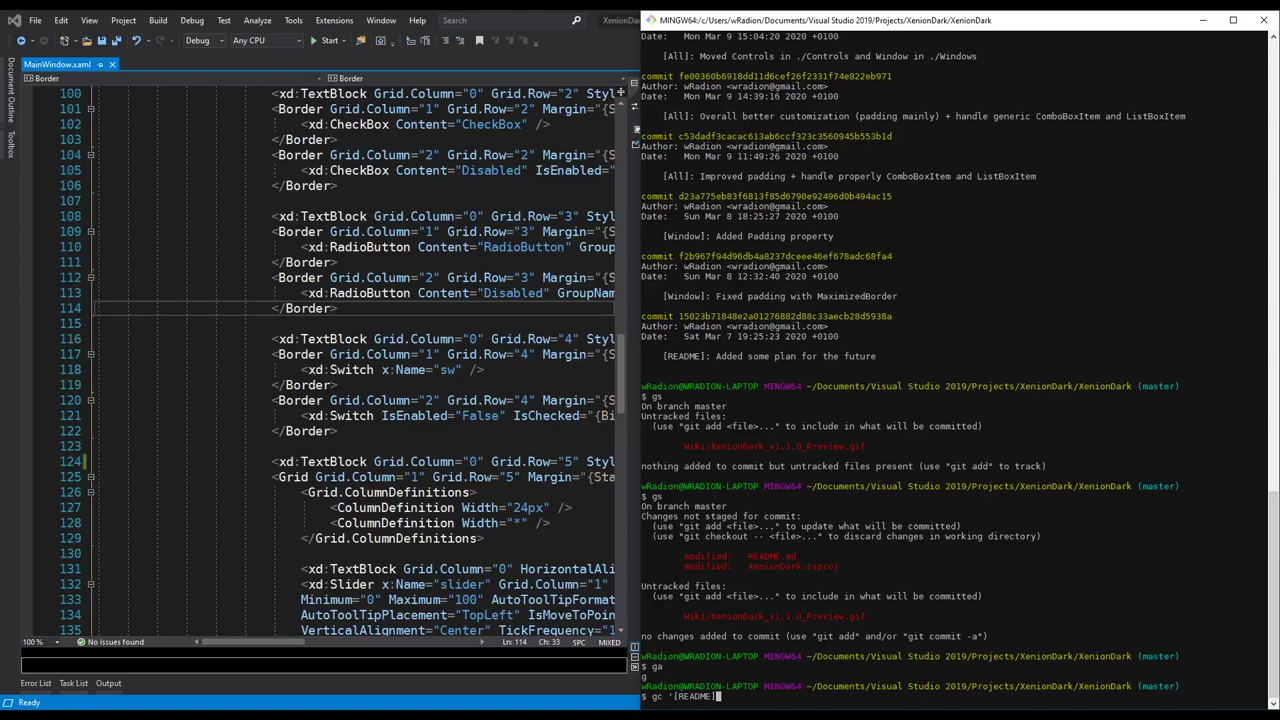 File Edit View Project Build Debug Test Analyze Tools Extensions Window Help Search XenionDark
Debug Any CPU Start
MainWindow.xaml
Border Border
Document Outline
Toolbox
100 <xd:TextBlock Grid.Column="0" Grid.Row="2" Styl
101 <Border Grid.Column="1" Grid.Row="2" Margin="{S
102 <xd:CheckBox Content="CheckBox" />
103 </Border>
104 <Border Grid.Column="2" Grid.Row="2" Margin="{S
105 <xd:CheckBox Content="Disabled" IsEnabled=
106 </Border>
107
108 <xd:TextBlock Grid.Column="0" Grid.Row="3" Styl
109 <Border Grid.Column="1" Grid.Row="3" Margin="{S
110 <xd:RadioButton Content="RadioButton" Group
111 </Border>
112 <Border Grid.Column="2" Grid.Row="3" Margin="{S
113 <xd:RadioButton Content="Disabled" GroupNam
114 </Border>
115
116 <xd:TextBlock Grid.Column="0" Grid.Row="4" Styl
117 <Border Grid.Column="1" Grid.Row="4" Margin="{S
118 <xd:Switch x:Name="sw" />
119 </Border>
120 <Border Grid.Column="2" Grid.Row="4" Margin="{S
121 <xd:Switch IsEnabled="False" IsChecked="{Bi
122 </Border>
123
124 <xd:TextBlock Grid.Column="0" Grid.Row="5" Styl
125 <Grid Grid.Column="1" Grid.Row="5" Margin="{Sta
126 <Grid.ColumnDefinitions>
127 <ColumnDefinition Width="24px" />
128 <ColumnDefinition Width="*" />
129 </Grid.ColumnDefinitions>
130
131 <xd:TextBlock Grid.Column="0" HorizontalAli
132 <xd:Slider x:Name="slider" Grid.Column="1"
133 Minimum="0" Maximum="100" AutoToolTipFormat
134 AutoToolTipPlacement="TopLeft" IsMoveToPoin
135 VerticalAlignment="Center" TickFrequency="1
100 % No issues found Ln: 114 Ch: 33 SPC MIXED
Error List Task List Output
Ready
MINGW64:/c/Users/wRadion/Documents/Visual Studio 2019/Projects/XenionDark/XenionDark
Date: Mon Mar 9 15:04:20 2020 +0100
[All]: Moved Controls in ./Controls and Window in ./Windows
commit fe00360b6918dd11d6cef26f2331f74e822eb971
Author: wRadion <wradion@gmail.com>
Date: Mon Mar 9 14:39:16 2020 +0100
[All]: Overall better customization (padding mainly) + handle generic ComboBoxItem and ListBoxItem
commit c53dadf3cacac613ab6ccf323c3560945b553b1d
Author: wRadion <wradion@gmail.com>
Date: Mon Mar 9 11:49:26 2020 +0100
[All]: Improved padding + handle properly ComboBoxItem and ListBoxItem
commit d23a775eb83f6813f85d6790e92496d0b494ac15
Author: wRadion <wradion@gmail.com>
Date: Sun Mar 8 18:25:27 2020 +0100
[Window]: Added Padding property
commit f2b967f94d96db4a8237dceee46ef678adc68fa4
Author: wRadion <wradion@gmail.com>
Date: Sun Mar 8 12:32:40 2020 +0100
[Window]: Fixed padding with MaximizedBorder
commit 15023b71848e2a01276882d88c33aecb28d5938a
Author: wRadion <wradion@gmail.com>
Date: Sat Mar 7 19:25:23 2020 +0100
[README]: Added some plan for the future
wRadion@WRADION-LAPTOP MINGW64 ~/Documents/Visual Studio 2019/Projects/XenionDark/XenionDark (master)
$ gs
On branch master
Untracked files:
(use "git add <file>..." to include in what will be committed)
Wiki/XenionDark_v1.1.0_Preview.gif
nothing added to commit but untracked files present (use "git add" to track)
wRadion@WRADION-LAPTOP MINGW64 ~/Documents/Visual Studio 2019/Projects/XenionDark/XenionDark (master)
$ gs
On branch master
Changes not staged for commit:
(use "git add <file>..." to update what will be committed)
(use "git checkout -- <file>..." to discard changes in working directory)
modified: README.md
modified: XenionDark.csproj
Untracked files:
(use "git add <file>..." to include in what will be committed)
Wiki/XenionDark_v1.1.0_Preview.gif
no changes added to commit (use "git add" and/or "git commit -a")
wRadion@WRADION-LAPTOP MINGW64 ~/Documents/Visual Studio 2019/Projects/XenionDark/XenionDark (master)
$ ga
g
wRadion@WRADION-LAPTOP MINGW64 ~/Documents/Visual Studio 2019/Projects/XenionDark/XenionDark (master)
$ gc '[README]